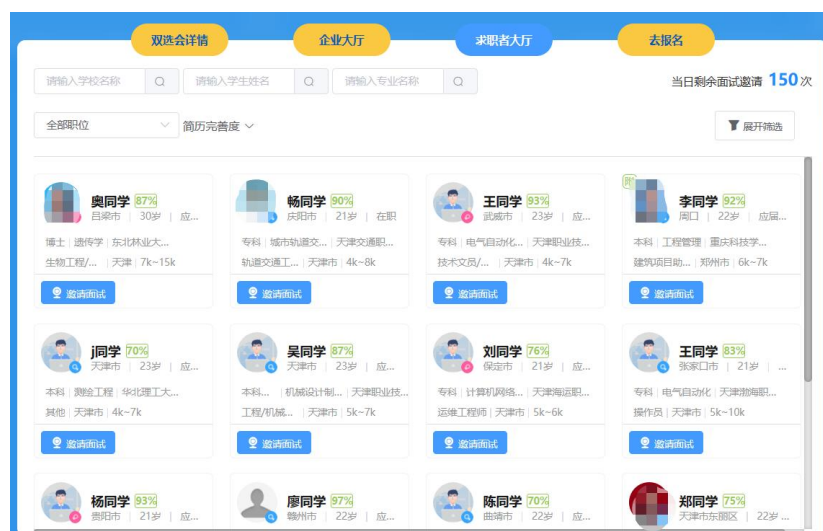 双选会详情 企业大厅 求职者大厅 去报名
请输入学校名称 请输入学生姓名 请输入专业名称 当日剩余面试邀请 150 次
全部职位 简历完善度 展开筛选
奥同学 87% 杨同学 90% 王同学 93% 李同学 92%
吕梁市 | 30岁 | 应... 庆阳市 | 21岁 | 在职 武威市 | 23岁 | 应... 周口 | 22岁 | 应届...
博士 | 遗传学 | 东北林业大... 专科 | 城市轨道交... | 天津交通职... 专科 | 电气自动化... | 天津职业技... 本科 | 工程管理 | 重庆科技学...
生物工程/... | 天津 | 7k~15k 轨道交通工... | 天津市 | 4k~8k 技术文员/... | 天津市 | 4k~7k 建筑项目助... | 郑州市 | 6k~7k
邀请面试 邀请面试 邀请面试 邀请面试
j同学 70% 吴同学 87% 刘同学 76% 王同学 83%
天津市 | 23岁 | 应... 天津市 | 23岁 | 应... 保定市 | 21岁 | 应... 张家口市 | 21岁 | ...
本科 | 测绘工程 | 华北理工大... 本科... | 机械设计制... | 天津职业技... 专科 | 计算机网络... | 天津海运职... 专科 | 电气自动化 | 天津渤海职...
其他 | 天津市 | 4k~7k 工程/机械... | 天津市 | 5k~7k 运维工程师 | 天津市 | 5k~6k 操作员 | 天津市 | 5k~10k
邀请面试 邀请面试 邀请面试 邀请面试
杨同学 93% 廖同学 97% 陈同学 70% 郑同学 75%
贵阳市 | 21岁 | 应... 赣州市 | 22岁 | 应... 曲靖市 | 22岁 | 应... 天津市东丽区 | 22岁 ...